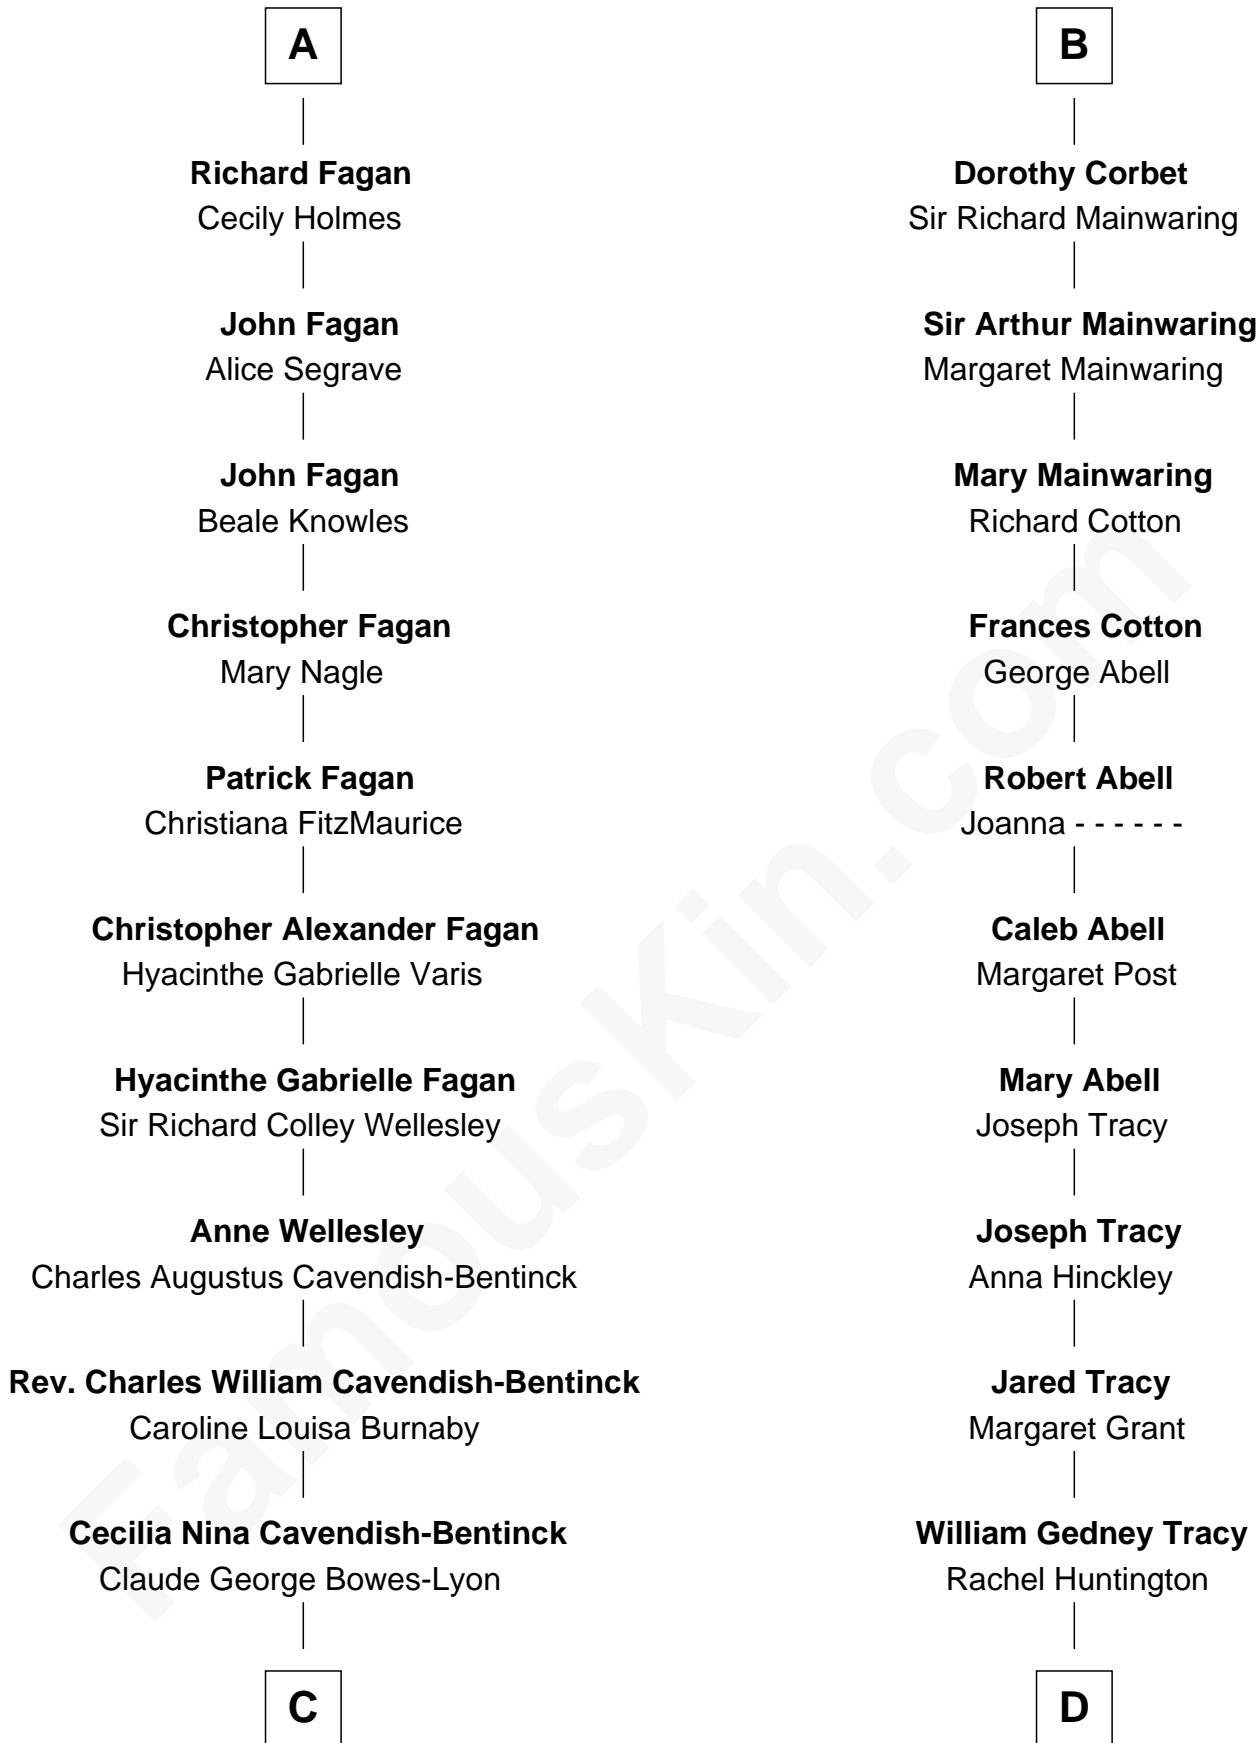 A
Richard Fagan
Cecily Holmes
John Fagan
Alice Segrave
John Fagan
Beale Knowles
Christopher Fagan
Mary Nagle
Patrick Fagan
Christiana FitzMaurice
Christopher Alexander Fagan
Hyacinthe Gabrielle Varis
Hyacinthe Gabrielle Fagan
Sir Richard Colley Wellesley
Anne Wellesley
Charles Augustus Cavendish-Bentinck
Rev. Charles William Cavendish-Bentinck
Caroline Louisa Burnaby
Cecilia Nina Cavendish-Bentinck
Claude George Bowes-Lyon
C
B
Dorothy Corbet
Sir Richard Mainwaring
Sir Arthur Mainwaring
Margaret Mainwaring
Mary Mainwaring
Richard Cotton
Frances Cotton
George Abell
Robert Abell
Joanna - - - - - -
Caleb Abell
Margaret Post
Mary Abell
Joseph Tracy
Joseph Tracy
Anna Hinckley
Jared Tracy
Margaret Grant
William Gedney Tracy
Rachel Huntington
D
FamousKin.com